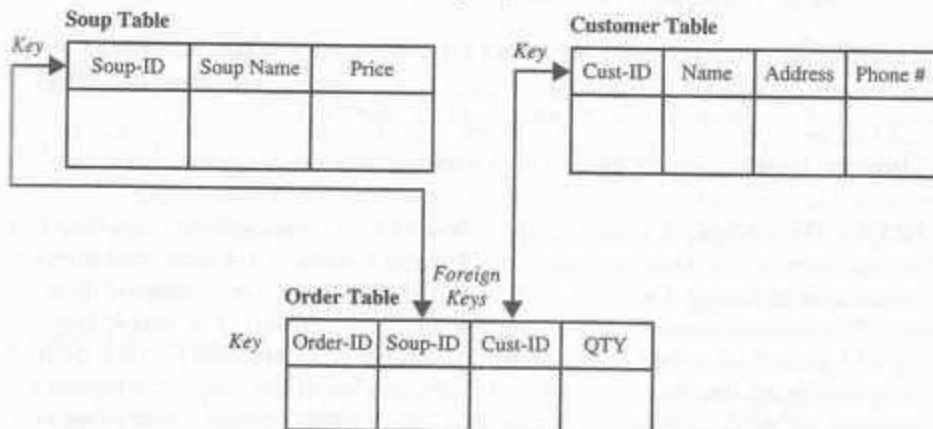 Soup Table
Key
Soup-ID Soup Name Price
Customer Table
Key
Cust-ID Name Address Phone #
Foreign
Keys
Order Table
Key
Order-ID Soup-ID Cust-ID QTY